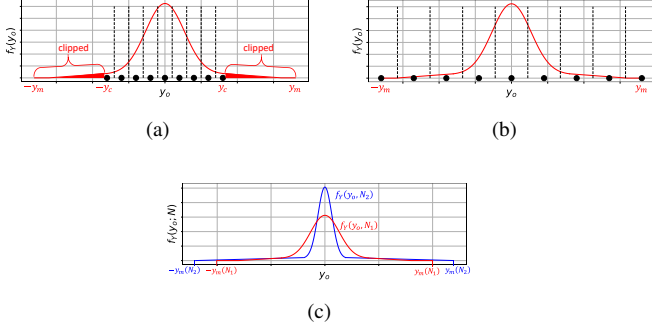 f_Y(y_o)
clipped
clipped
−y_m
−y_c
y_o
y_c
y_m
(a)
f_Y(y_o)
−y_m
y_o
y_m
(b)
f_Y(y_o; N)
f_Y(y_o, N_2)
f_Y(y_o, N_1)
−y_m(N_2)
−y_m(N_1)
y_o
y_m(N_1)
y_m(N_2)
(c)